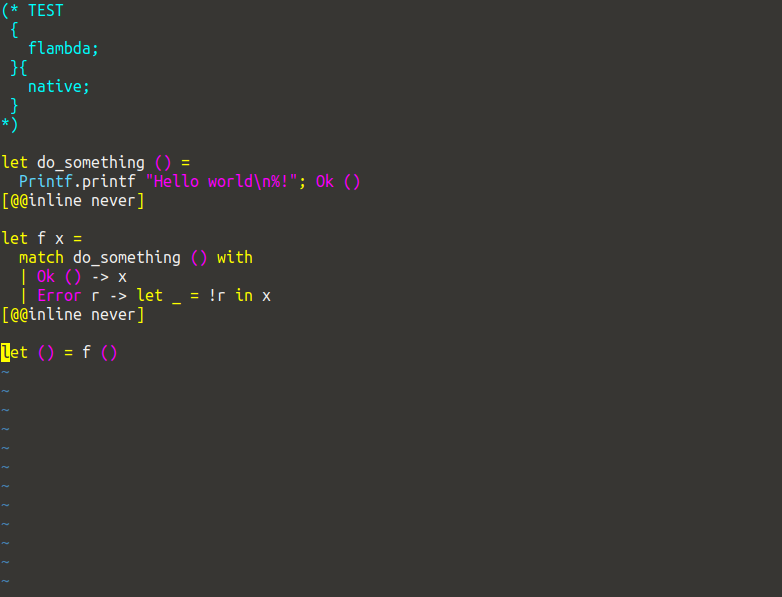 (* TEST
 {
   flambda;
 }{
   native;
 }
*)

let do_something () =
  Printf.printf "Hello world\n%!"; Ok ()
[@@inline never]

let f x =
  match do_something () with
  | Ok () -> x
  | Error r -> let _ = !r in x
[@@inline never]

let () = f ()
~
~
~
~
~
~
~
~
~
~
~
~